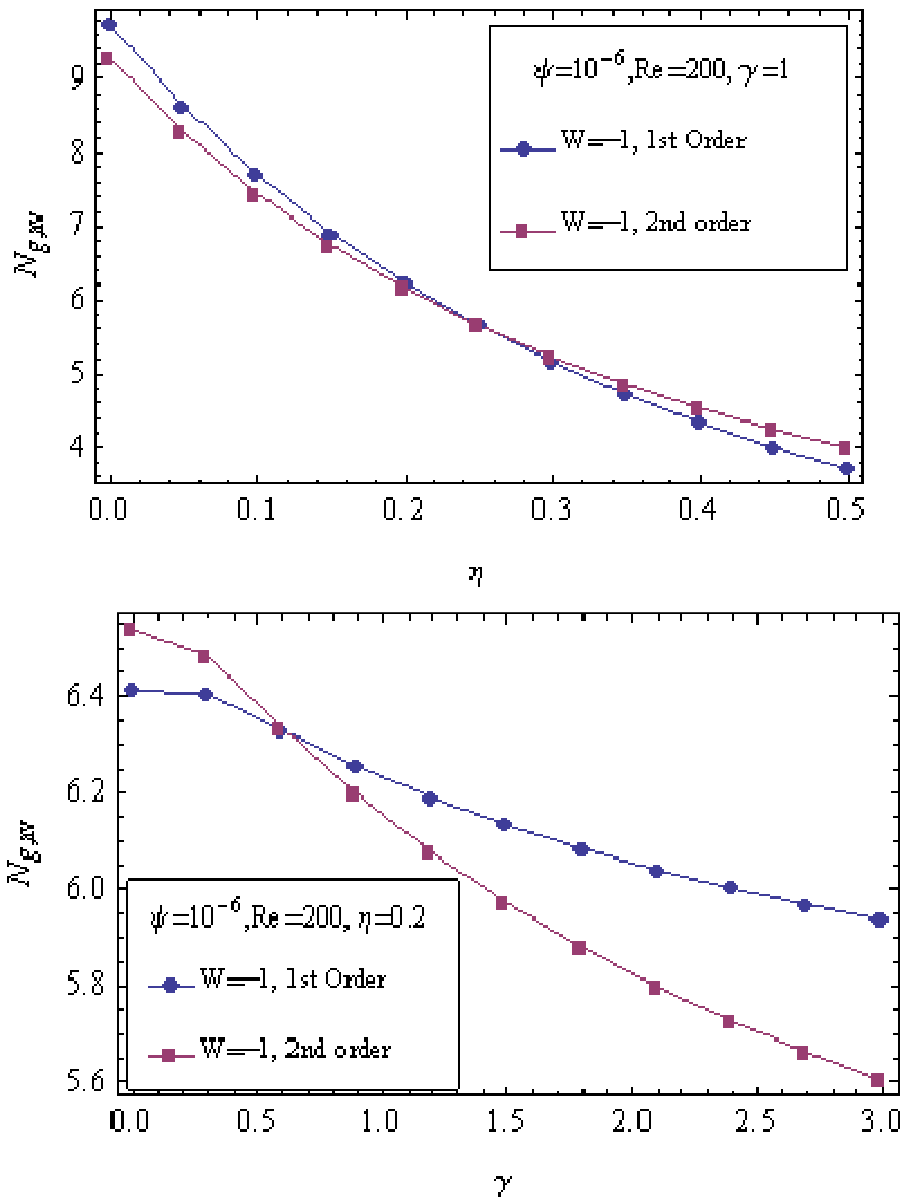 ψ=10⁻⁶,Re=200, γ=1
W=−1, 1st Order
W=−1, 2nd order
9
8
7
6
5
4
N g,av
0.0 0.1 0.2 0.3 0.4 0.5
η
6.4
6.2
6.0
5.8
5.6
N g,av
ψ=10⁻⁶,Re=200, η=0.2
W=−1, 1st Order
W=−1, 2nd order
0.0 0.5 1.0 1.5 2.0 2.5 3.0
γ